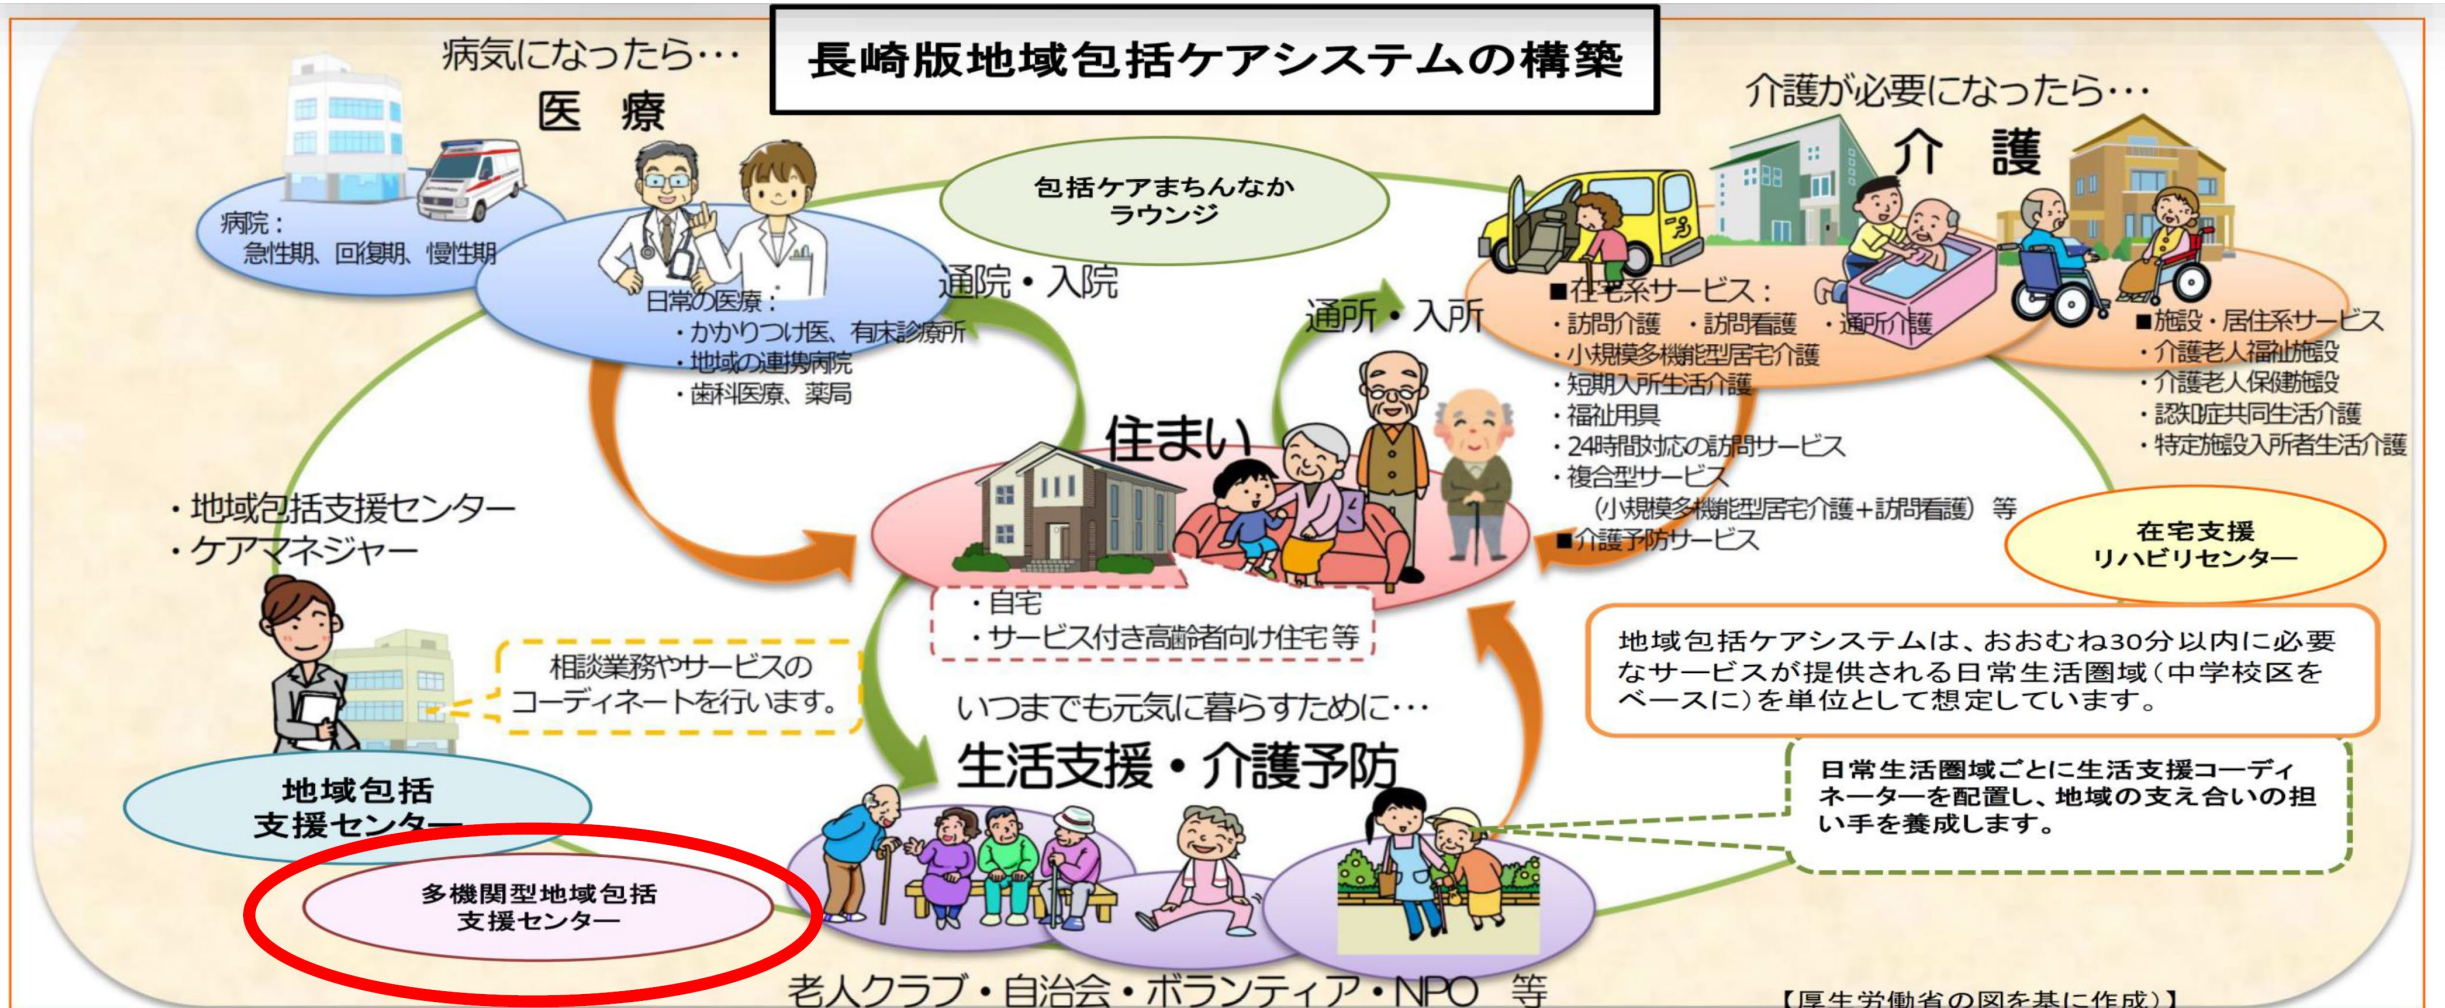 長崎版地域包括ケアシステムの構築
病気になったら･･･
医 療
病院：
急性期、回復期、慢性期
日常の医療：
・かかりつけ医、有床診療所
・地域の連携病院
・歯科医療、薬局
包括ケアまちんなか
ラウンジ
通院・入院
通所・入所
介護が必要になったら･･･
介 護
■在宅系サービス：
・訪問介護 ・訪問看護 ・通所介護
・小規模多機能型居宅介護
・短期入所生活介護
・福祉用具
・24時間対応の訪問サービス
・複合型サービス
（小規模多機能型居宅介護＋訪問看護） 等
■介護予防サービス
■施設・居住系サービス
・介護老人福祉施設
・介護老人保健施設
・認知症共同生活介護
・特定施設入所者生活介護
住まい
・自宅
・サービス付き高齢者向け住宅 等
・地域包括支援センター
・ケアマネジャー
相談業務やサービスの
コーディネートを行います。
在宅支援
リハビリセンター
地域包括ケアシステムは、おおむね30分以内に必要
なサービスが提供される日常生活圏域（中学校区を
ベースに）を単位として想定しています。
いつまでも元気に暮らすために･･･
生活支援・介護予防
日常生活圏域ごとに生活支援コーディ
ネーターを配置し、地域の支え合いの担
い手を養成します。
地域包括
支援センター
多機関型地域包括
支援センター
老人クラブ・自治会・ボランティア・NPO 等
【厚生労働省の図を基に作成）】